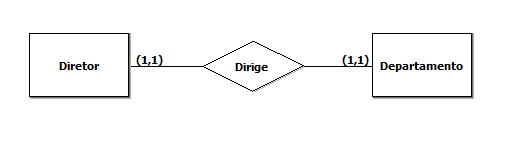 Diretor
(1,1)
Dirige
(1,1)
Departamento